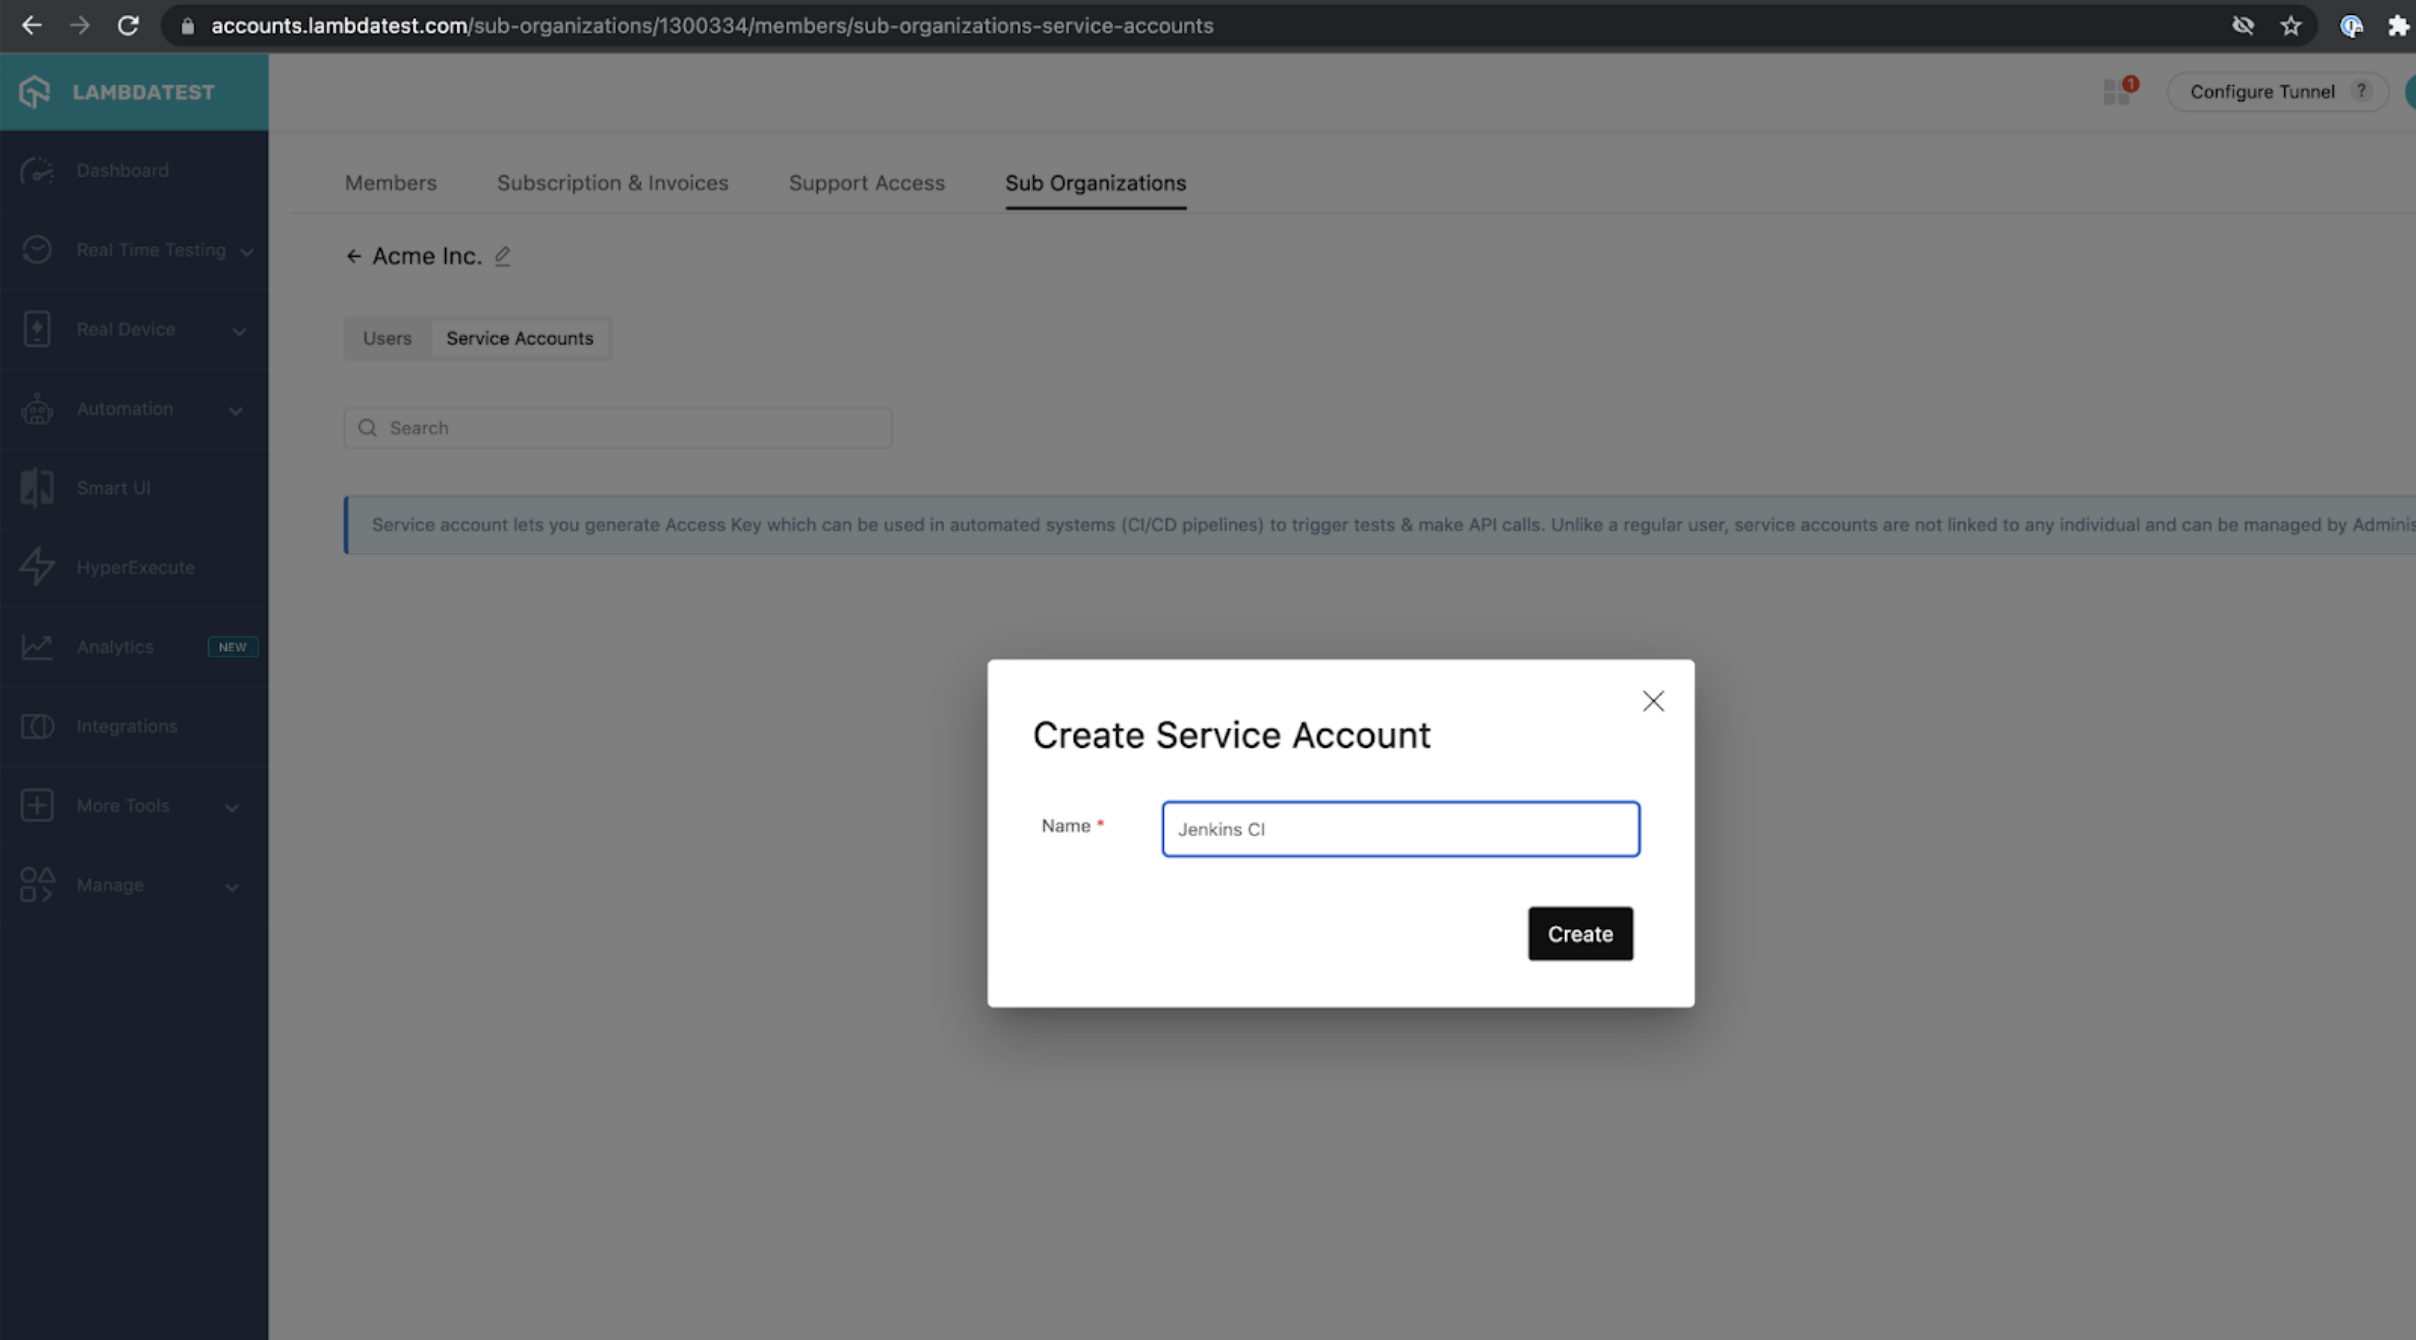 accounts.lambdatest.com/sub-organizations/1300334/members/sub-organizations-service-accounts
LAMBDATEST
1
Configure Tunnel ?
Dashboard
Real Time Testing
Real Device
Automation
Smart UI
HyperExecute
Analytics NEW
Integrations
More Tools
Manage
Members Subscription & Invoices Support Access Sub Organizations
Acme Inc.
Users Service Accounts
Search
Service account lets you generate Access Key which can be used in automated systems (CI/CD pipelines) to trigger tests & make API calls. Unlike a regular user, service accounts are not linked to any individual and can be managed by Adminis
Create Service Account
Name * Jenkins CI
Create